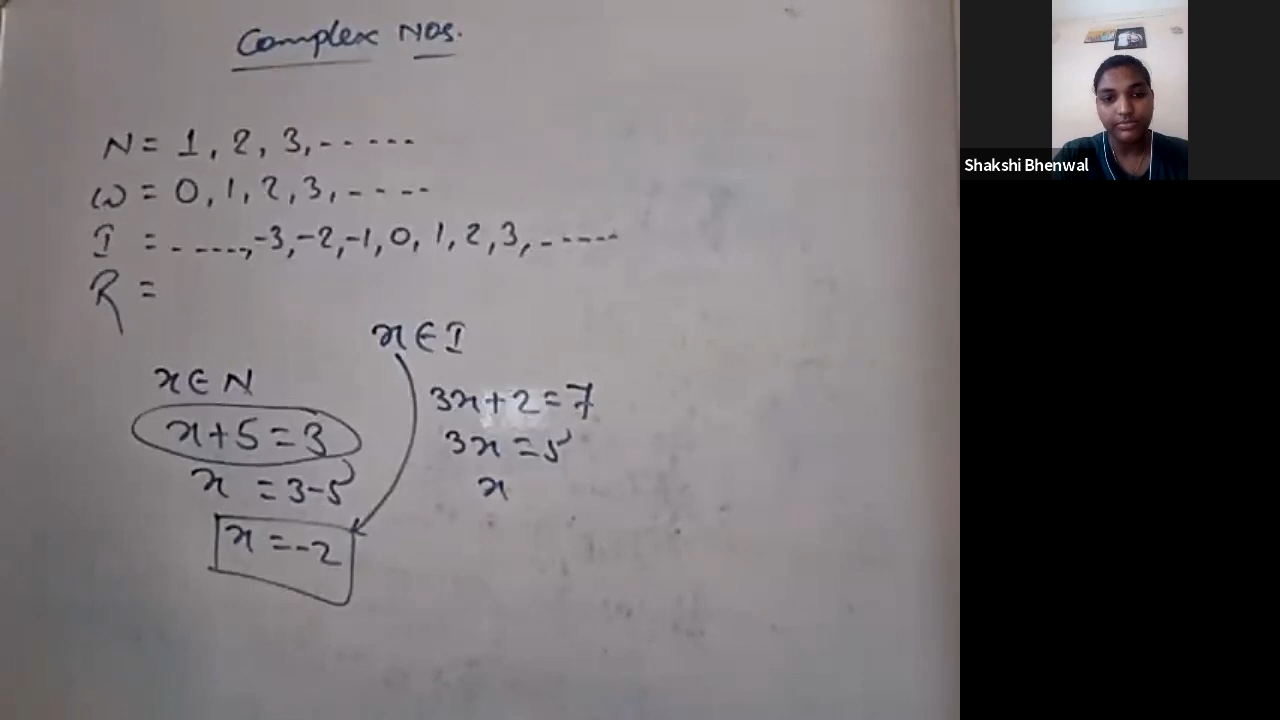 Complex Nos.
N = 1, 2, 3, - - - - -
W = 0, 1, 2, 3, - - - -
I = - - - - -, -3, -2, -1, 0, 1, 2, 3, - - - - - -
R =
x ∈ I
x ∈ N
x + 5 = 3
x = 3 - 5
x = -2
3x + 2 = 7
3x = 5
x
Shakshi Bhenwal